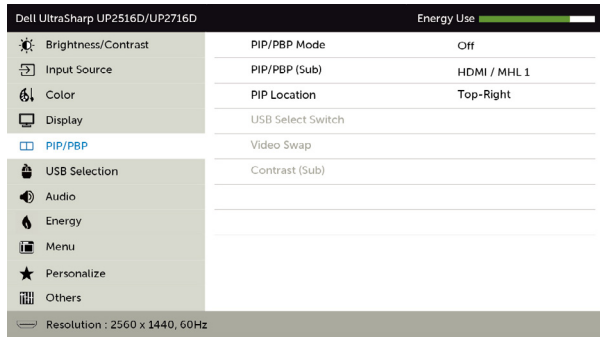 Dell UltraSharp UP2516D/UP2716D Energy Use
Brightness/Contrast PIP/PBP Mode Off
Input Source PIP/PBP (Sub) HDMI / MHL 1
Color PIP Location Top-Right
Display USB Select Switch
PIP/PBP Video Swap
USB Selection Contrast (Sub)
Audio
Energy
Menu
Personalize
Others
Resolution : 2560 x 1440, 60Hz